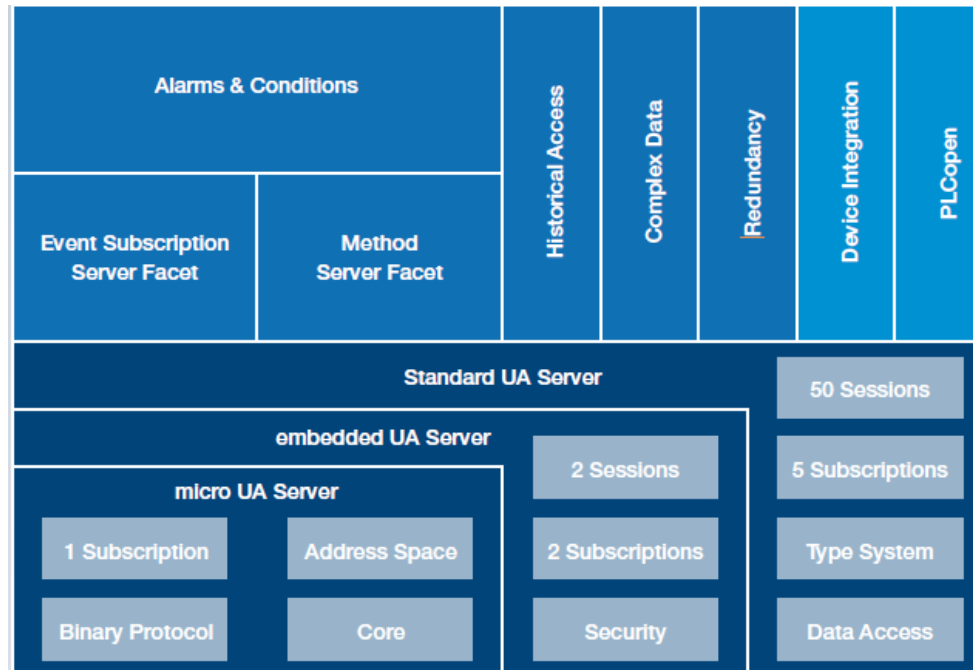 Alarms & Conditions
Event Subscription
Server Facet
Method
Server Facet
Historical Access
Complex Data
Redundancy
Device Integration
PLCopen
Standard UA Server
50 Sessions
embedded UA Server
2 Sessions
5 Subscriptions
micro UA Server
1 Subscription
Address Space
2 Subscriptions
Type System
Binary Protocol
Core
Security
Data Access